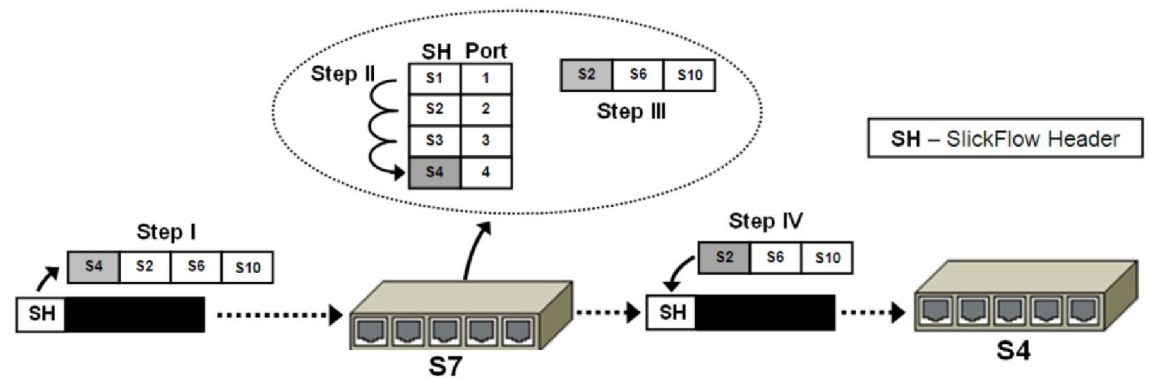 SH Port
Step II
S1 1
S2 2
S3 3
S4 4
S2 S6 S10
Step III
SH – SlickFlow Header
Step I
S4 S2 S6 S10
SH
S7
Step IV
S2 S6 S10
SH
S4